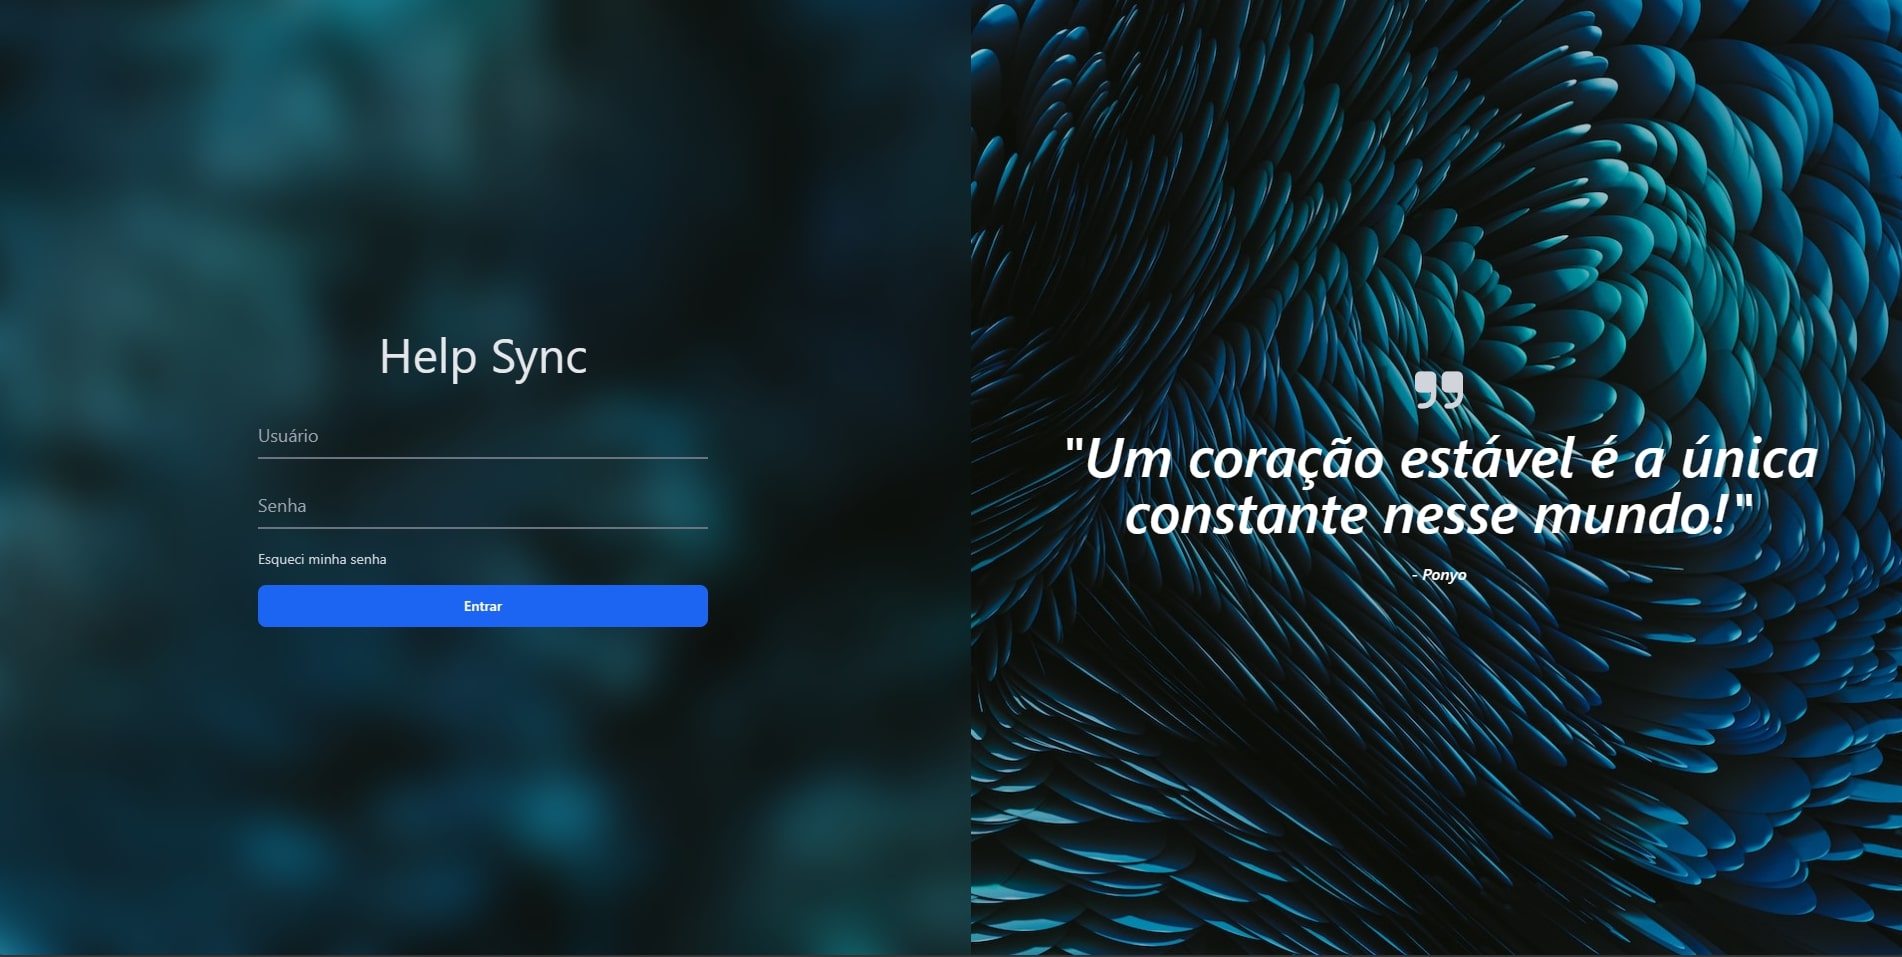 Help Sync
Usuário
Senha
Esqueci minha senha
Entrar
"Um coração estável é a única
constante nesse mundo!"
- Ponyo